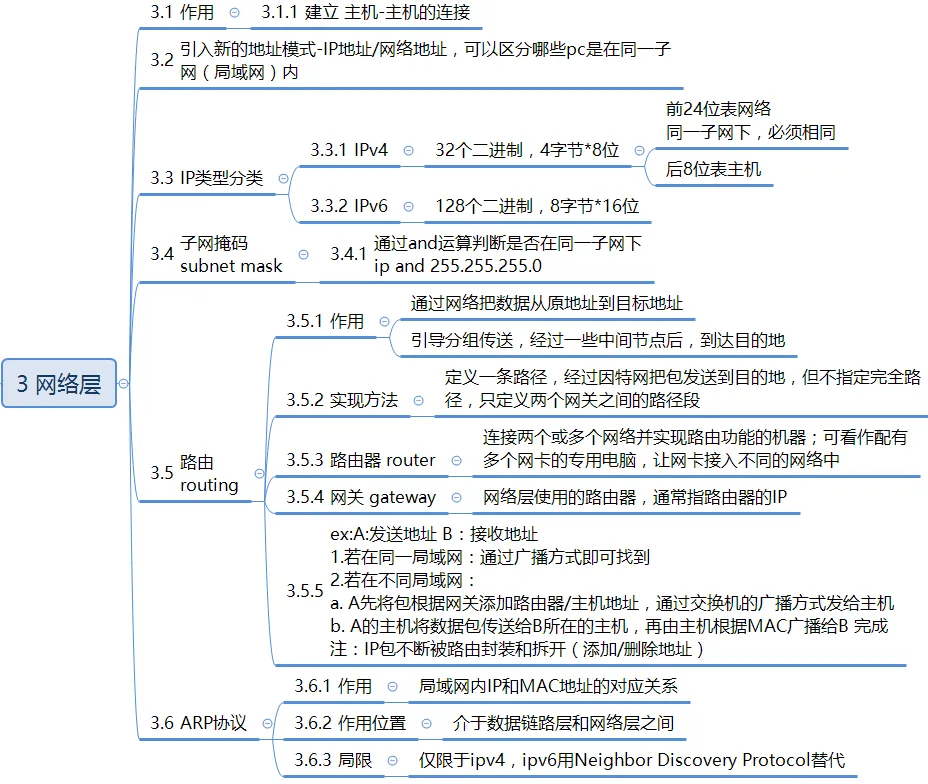 3 网络层
3.1 作用
3.1.1 建立 主机-主机的连接
3.2
引入新的地址模式-IP地址/网络地址，可以区分哪些pc是在同一子
网（局域网）内
3.3 IP类型分类
3.3.1 IPv4
32个二进制，4字节*8位
前24位表网络
同一子网下，必须相同
后8位表主机
3.3.2 IPv6
128个二进制，8字节*16位
3.4
子网掩码
subnet mask
3.4.1
通过and运算判断是否在同一子网下
ip and 255.255.255.0
3.5
路由
routing
3.5.1 作用
通过网络把数据从原地址到目标地址
引导分组传送，经过一些中间节点后，到达目的地
3.5.2 实现方法
定义一条路径，经过因特网把包发送到目的地，但不指定完全路
径，只定义两个网关之间的路径段
3.5.3 路由器 router
连接两个或多个网络并实现路由功能的机器；可看作配有
多个网卡的专用电脑，让网卡接入不同的网络中
3.5.4 网关 gateway
网络层使用的路由器，通常指路由器的IP
3.5.5
ex:A:发送地址 B：接收地址
1.若在同一局域网：通过广播方式即可找到
2.若在不同局域网：
a. A先将包根据网关添加路由器/主机地址，通过交换机的广播方式发给主机
b. A的主机将数据包传送给B所在的主机，再由主机根据MAC广播给B 完成
注：IP包不断被路由封装和拆开（添加/删除地址）
3.6 ARP协议
3.6.1 作用
局域网内IP和MAC地址的对应关系
3.6.2 作用位置
介于数据链路层和网络层之间
3.6.3 局限
仅限于ipv4，ipv6用Neighbor Discovery Protocol替代